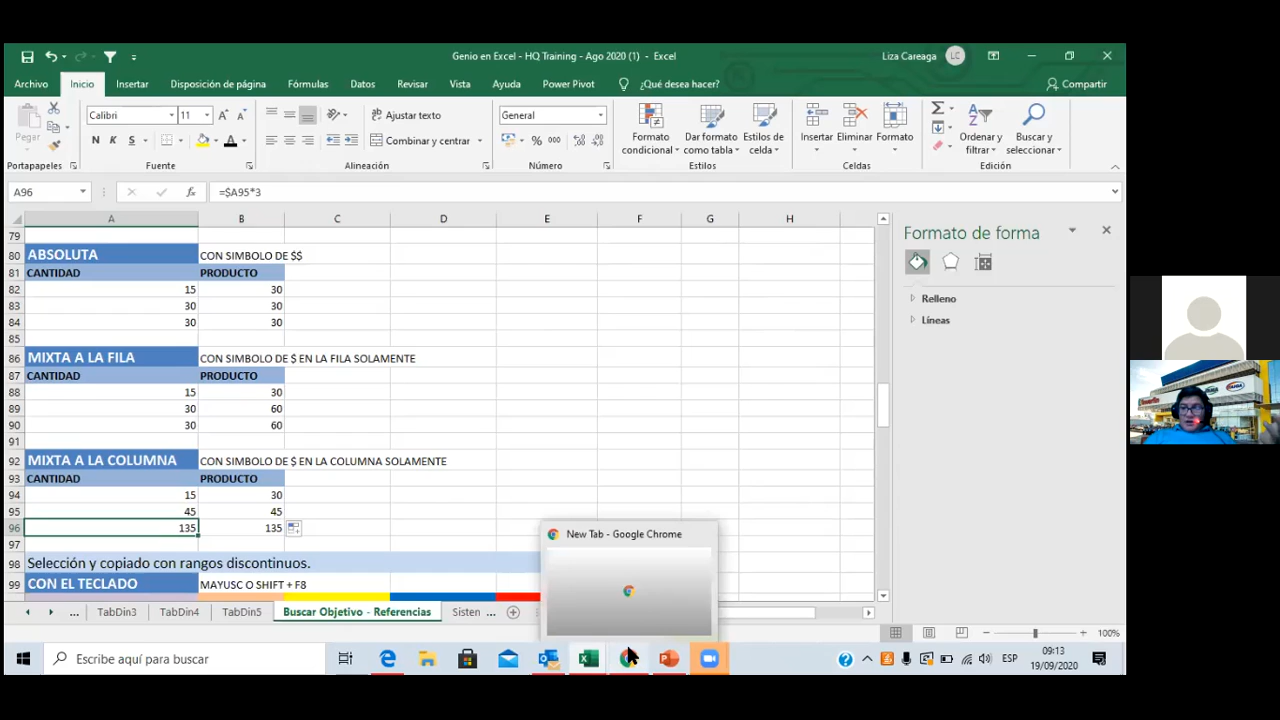 Genio en Excel - HQ Training - Ago 2020 (1) - Excel
Liza Careaga
LC
Archivo Inicio Insertar Disposición de página Fórmulas Datos Revisar Vista Ayuda Power Pivot ¿Qué desea hacer? Compartir
Pegar
Calibri 11
N K S
Ajustar texto
Combinar y centrar
General
% 000
Formato condicional
Dar formato como tabla
Estilos de celda
Insertar Eliminar Formato
Ordenar y filtrar
Buscar y seleccionar
Portapapeles Fuente Alineación Número Estilos Celdas Edición
A96 fx =$A95*3
A B C D E F G H
79
80 ABSOLUTA CON SIMBOLO DE $$
81 CANTIDAD PRODUCTO
82 15 30
83 30 30
84 30 30
85
86 MIXTA A LA FILA CON SIMBOLO DE $ EN LA FILA SOLAMENTE
87 CANTIDAD PRODUCTO
88 15 30
89 30 60
90 30 60
91
92 MIXTA A LA COLUMNA CON SIMBOLO DE $ EN LA COLUMNA SOLAMENTE
93 CANTIDAD PRODUCTO
94 15 30
95 45 45
96 135 135
97
98 Selección y copiado con rangos discontinuos.
99 CON EL TECLADO MAYUSC O SHIFT + F8
Formato de forma
Relleno
Líneas
New Tab - Google Chrome
... TabDin3 TabDin4 TabDin5 Buscar Objetivo - Referencias Sisten ...
100%
Escribe aquí para buscar
ESP
09:13
19/09/2020